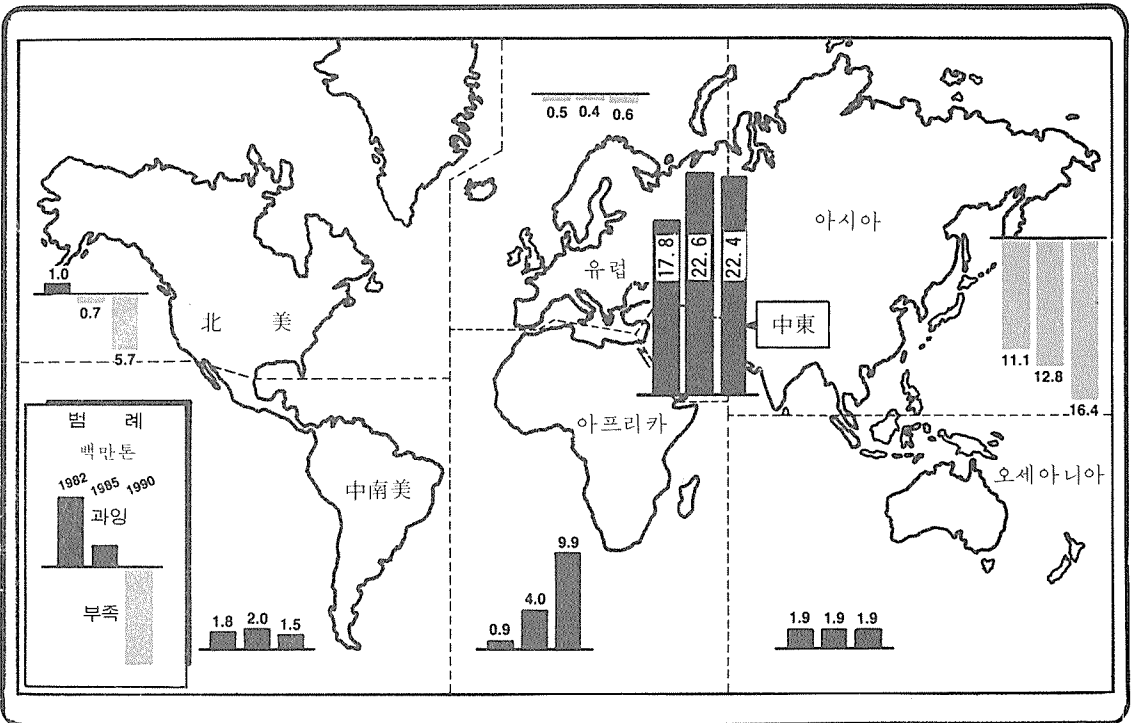 0.5 0.4 0.6
아시아
17.8 22.6 22.4
유럽
1.0
0.7
5.7
北 美
中東
11.1
12.8
16.4
범 례
백만톤
1982 1985 1990
과잉
부족
아프리카
中南美
오세아니아
1.8 2.0 1.5
0.9 4.0 9.9
1.9 1.9 1.9